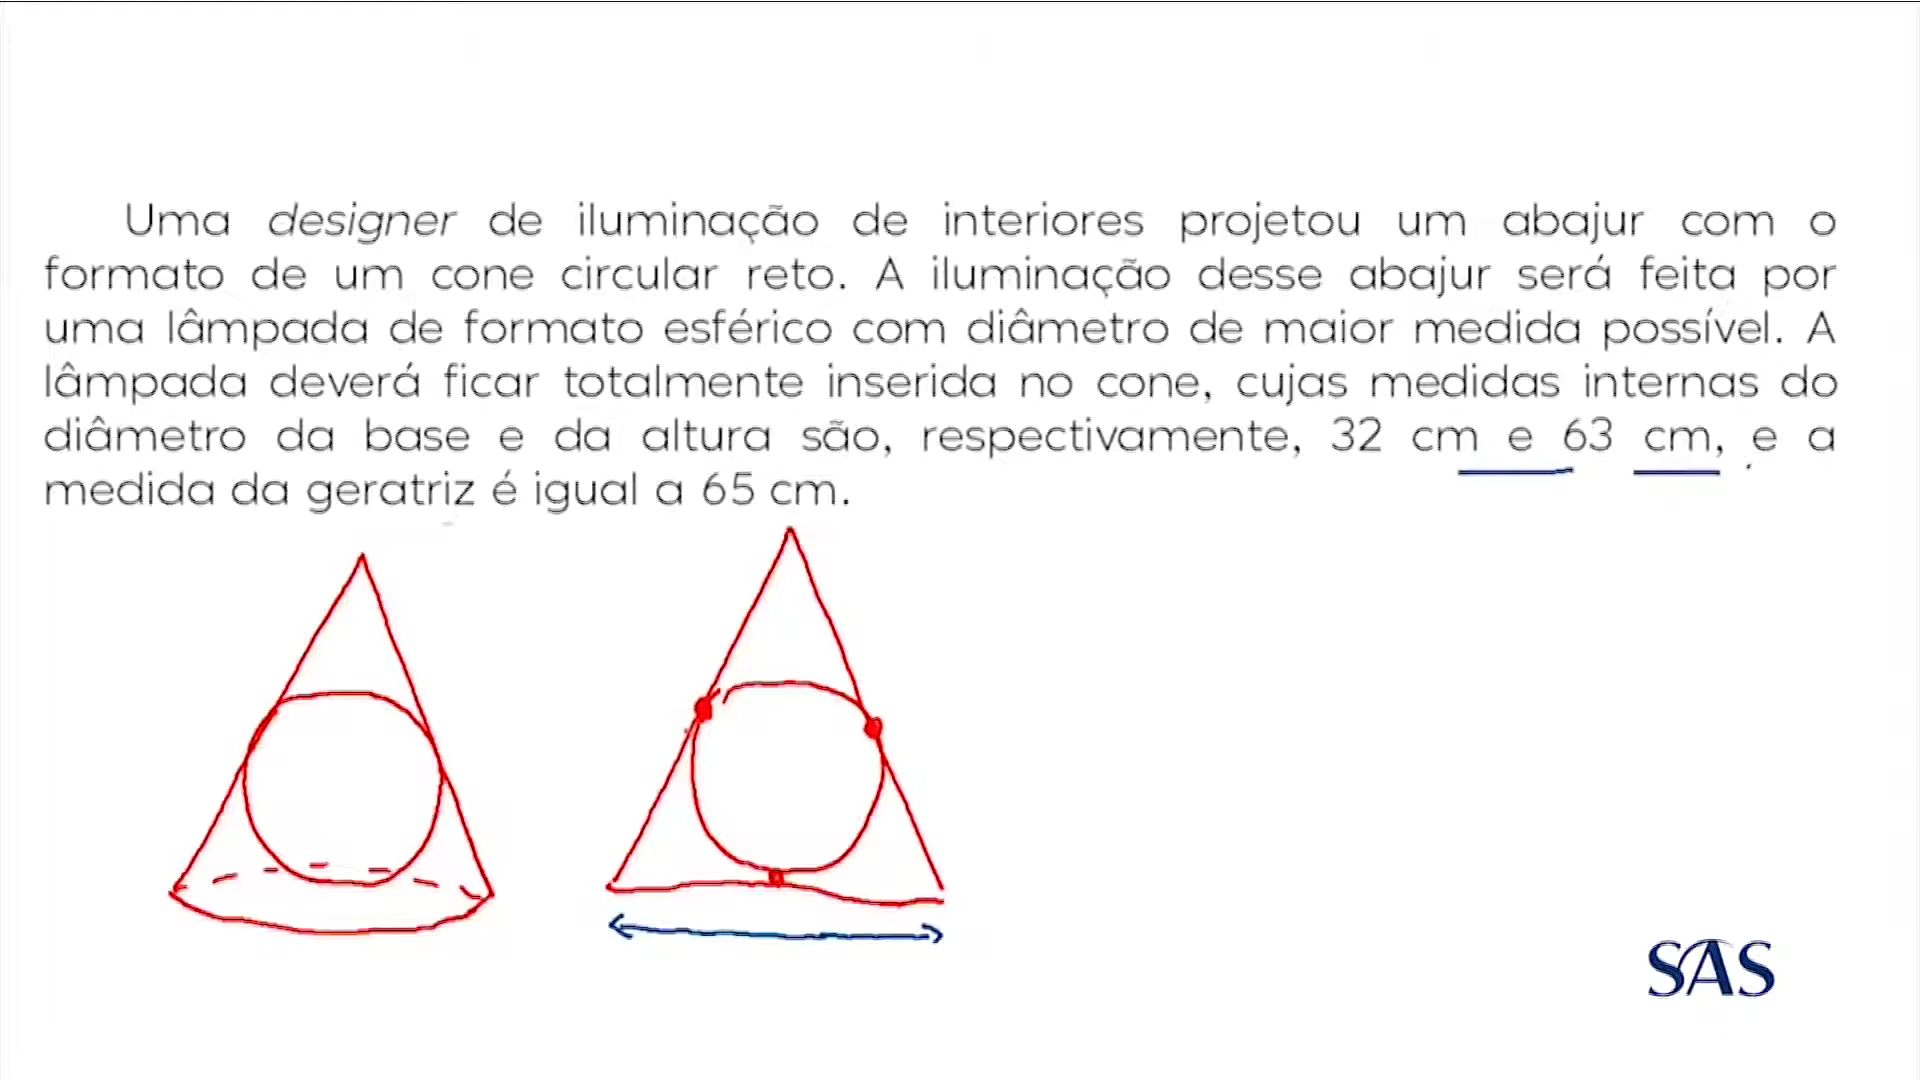 Uma designer de iluminação de interiores projetou um abajur com o
formato de um cone circular reto. A iluminação desse abajur será feita por
uma lâmpada de formato esférico com diâmetro de maior medida possível. A
lâmpada deverá ficar totalmente inserida no cone, cujas medidas internas do
diâmetro da base e da altura são, respectivamente, 32 cm e 63 cm, e a
medida da geratriz é igual a 65 cm.
SAS